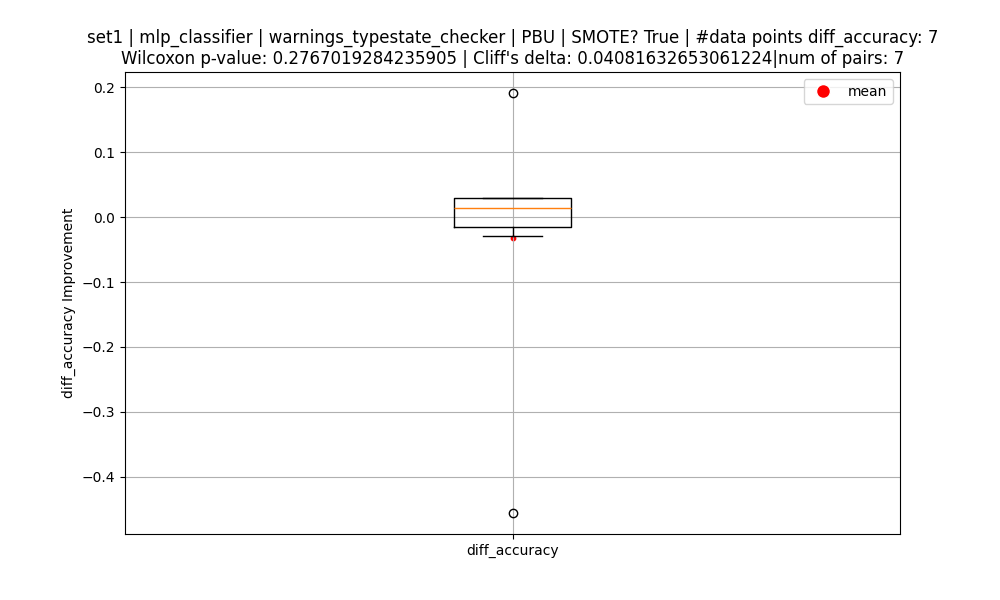 set1 | mlp_classifier | warnings_typestate_checker | PBU | SMOTE? True | #data points diff_accuracy: 7
Wilcoxon p-value: 0.2767019284235905 | Cliff's delta: 0.04081632653061224|num of pairs: 7
mean
0.2
0.1
0.0
−0.1
−0.2
−0.3
−0.4
diff_accuracy Improvement
diff_accuracy